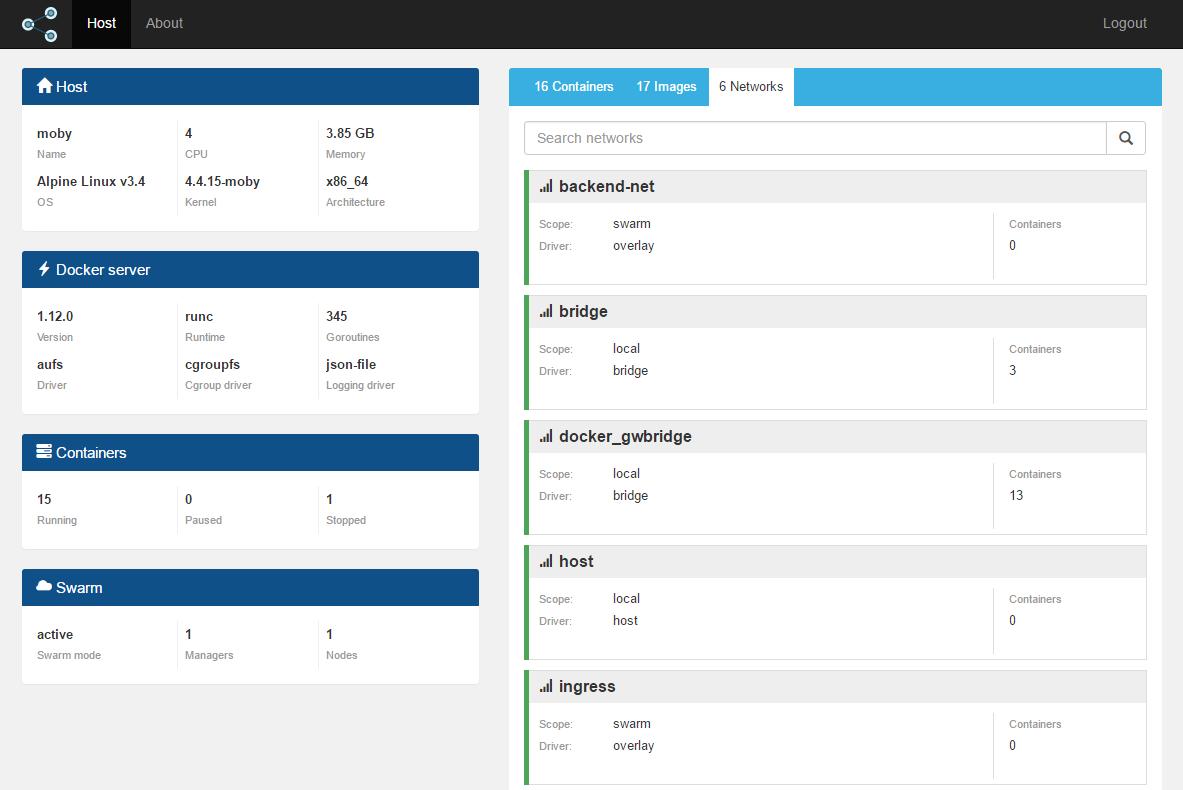 Host About Logout
Host
moby 4 3.85 GB
Name CPU Memory
Alpine Linux v3.4 4.4.15-moby x86_64
OS Kernel Architecture
Docker server
1.12.0 runc 345
Version Runtime Goroutines
aufs cgroupfs json-file
Driver Cgroup driver Logging driver
Containers
15 0 1
Running Paused Stopped
Swarm
active 1 1
Swarm mode Managers Nodes
16 Containers 17 Images 6 Networks
Search networks
backend-net
Scope: swarm Containers
Driver: overlay 0
bridge
Scope: local Containers
Driver: bridge 3
docker_gwbridge
Scope: local Containers
Driver: bridge 13
host
Scope: local Containers
Driver: host 0
ingress
Scope: swarm Containers
Driver: overlay 0